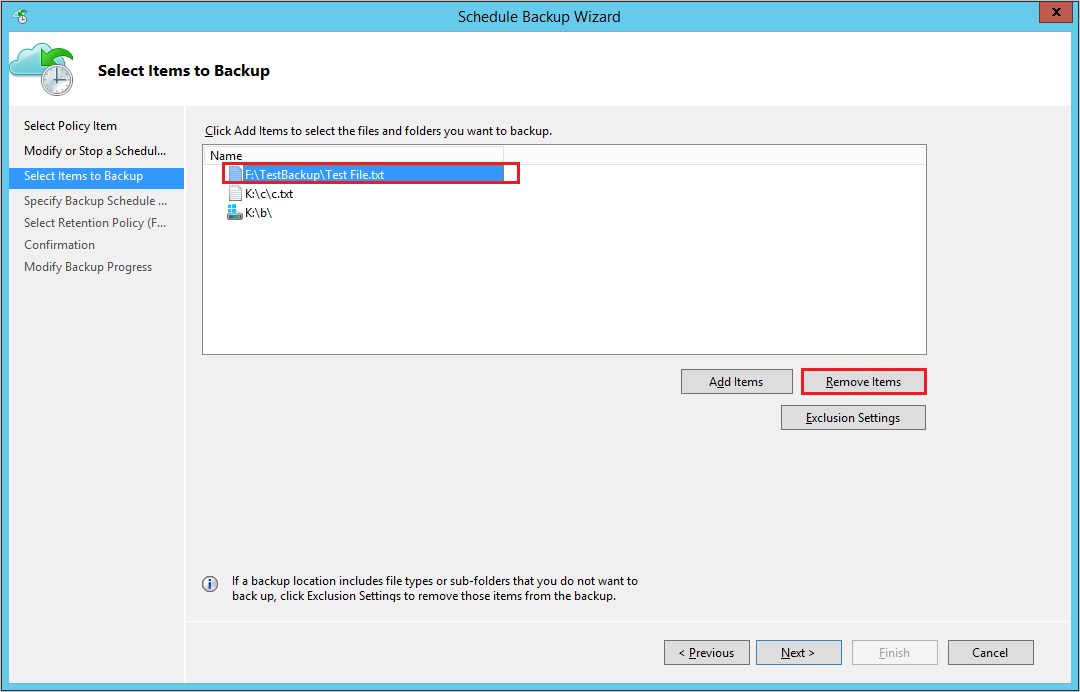 Schedule Backup Wizard
x
Select Items to Backup
Select Policy Item
Modify or Stop a Schedul...
Select Items to Backup
Specify Backup Schedule ...
Select Retention Policy (F...
Confirmation
Modify Backup Progress
Click Add Items to select the files and folders you want to backup.
Name
F:\TestBackup\Test File.txt
K:\c\c.txt
K:\b\
Add Items
Remove Items
Exclusion Settings
If a backup location includes file types or sub-folders that you do not want to
back up, click Exclusion Settings to remove those items from the backup.
< Previous
Next >
Finish
Cancel